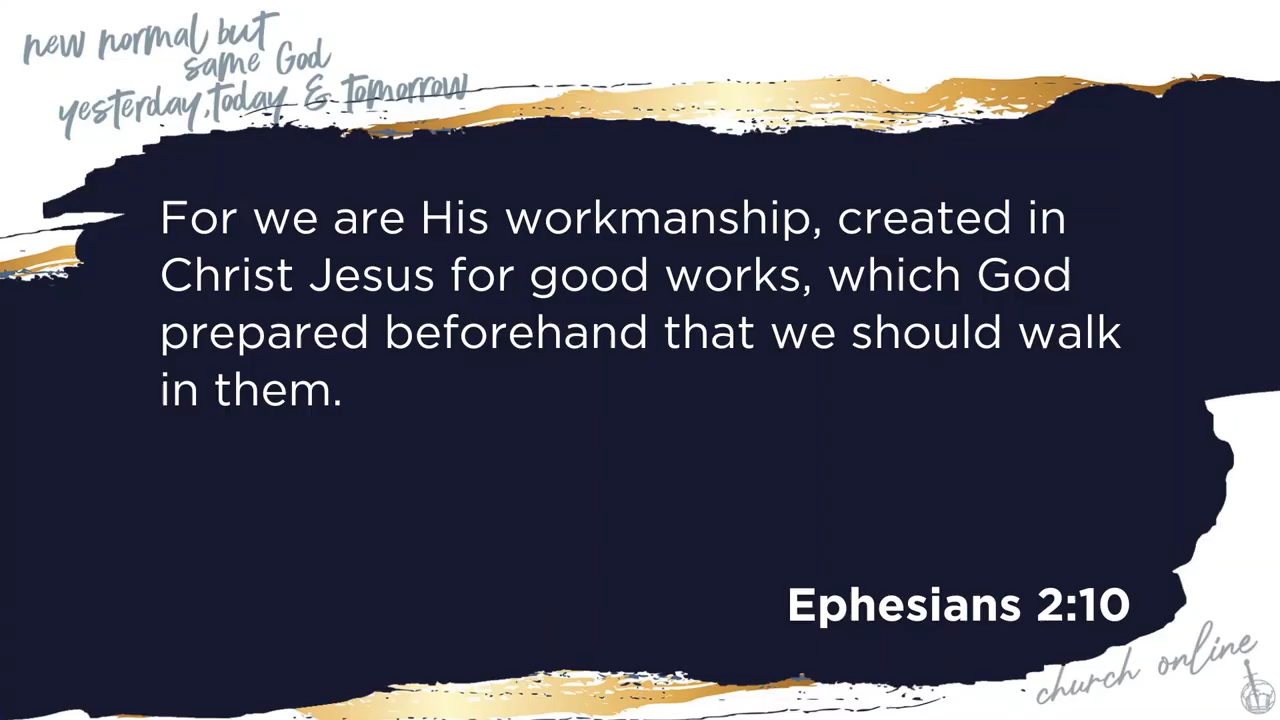 new normal but
same God
yesterday, today & tomorrow
For we are His workmanship, created in
Christ Jesus for good works, which God
prepared beforehand that we should walk
in them.
Ephesians 2:10
church online